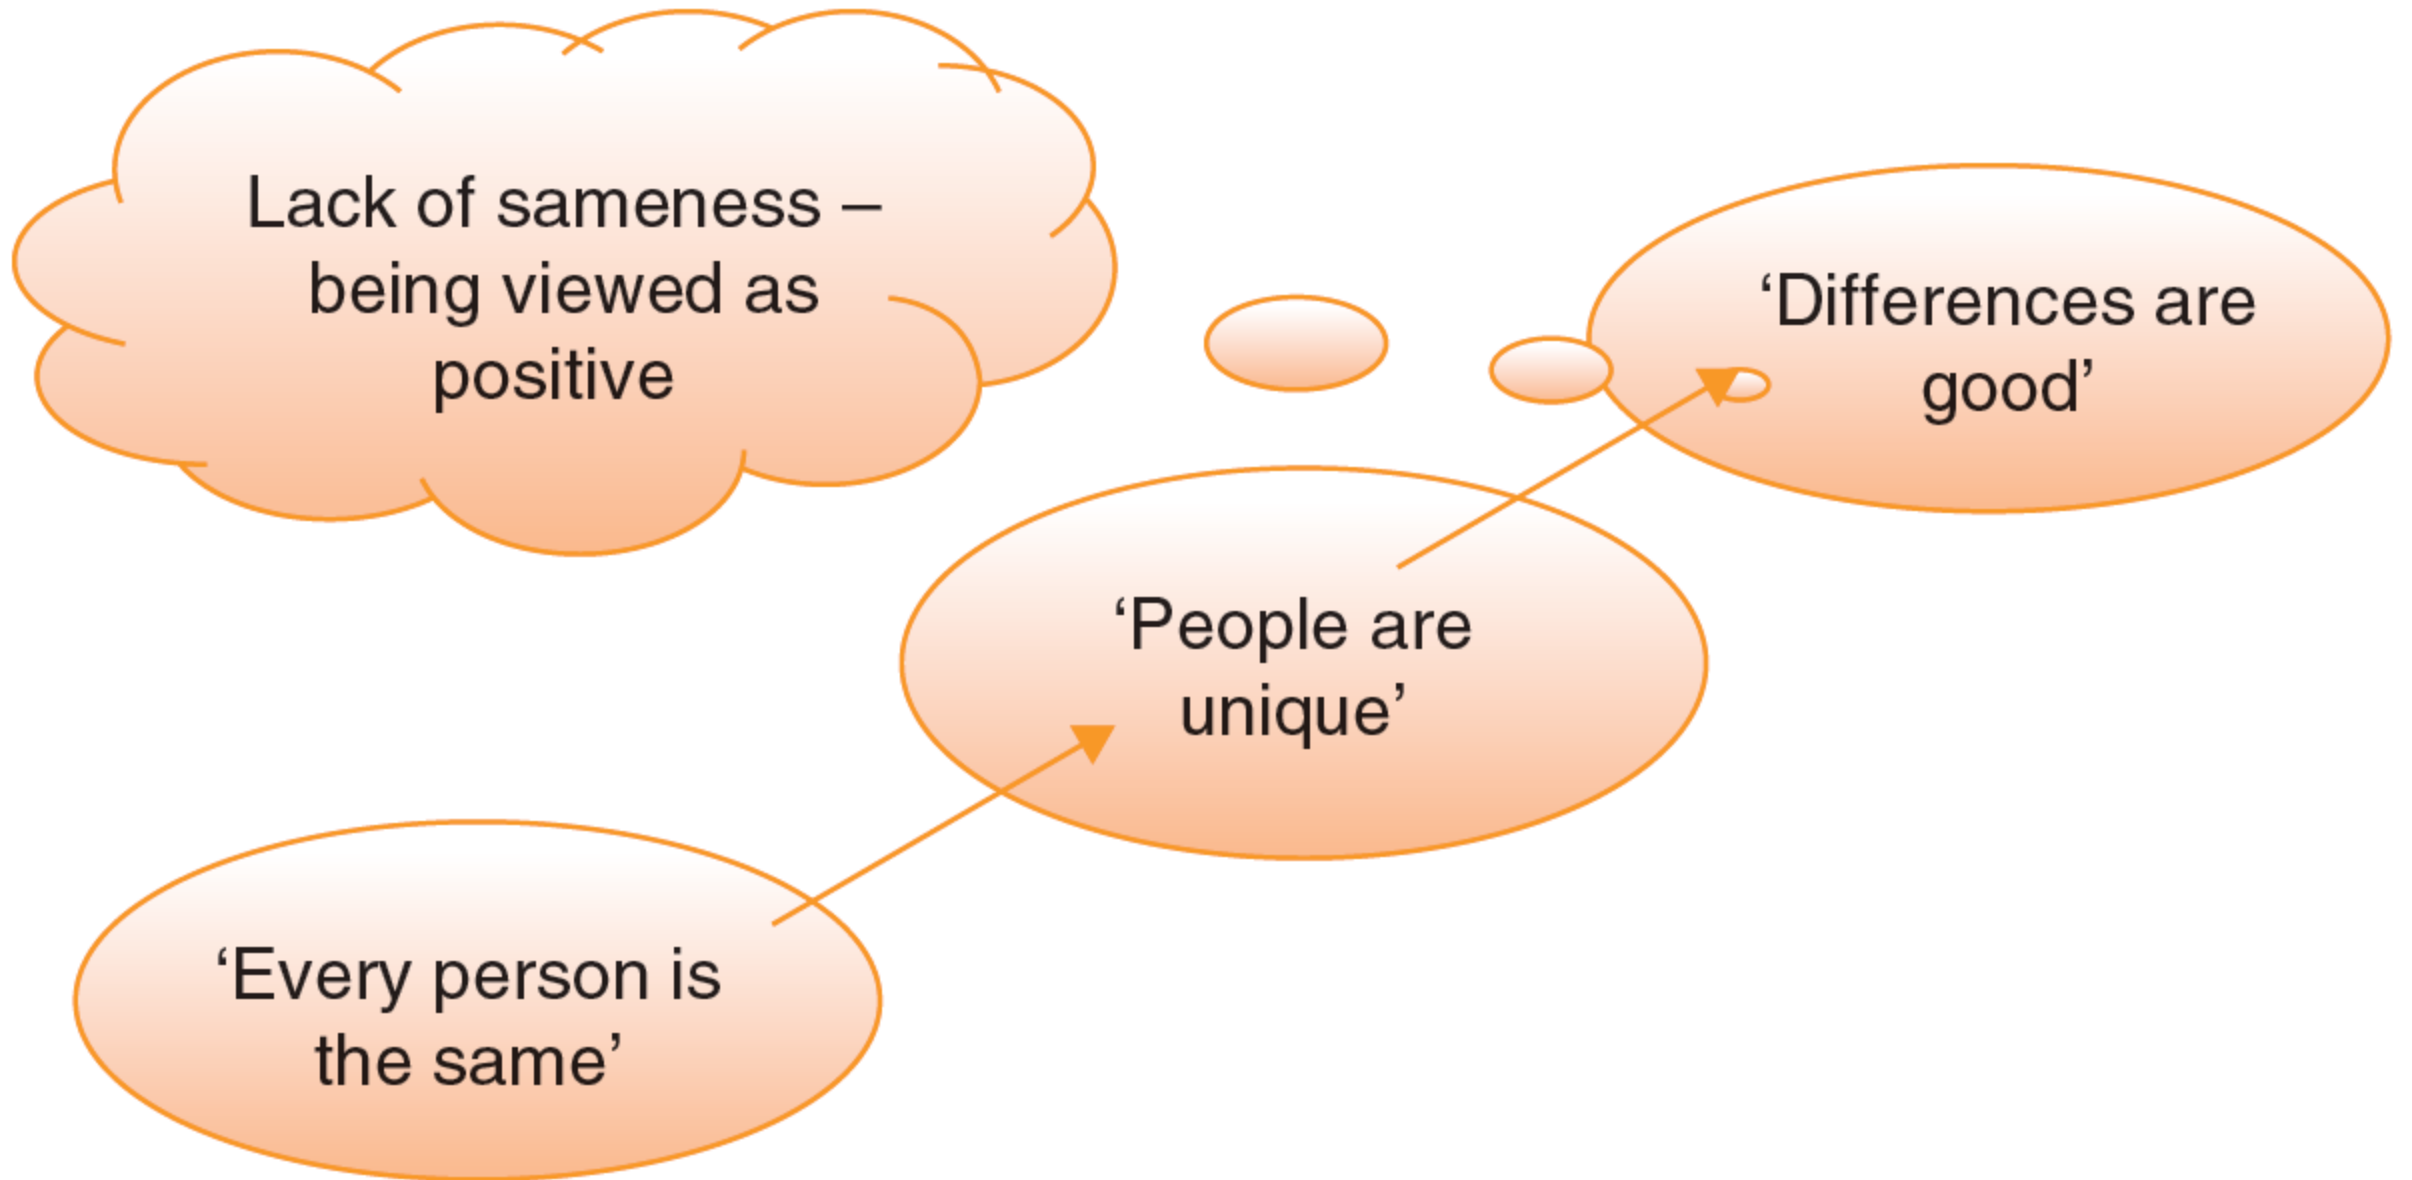 Lack of sameness –
being viewed as
positive
‘Differences are
good’
‘People are
unique’
‘Every person is
the same’